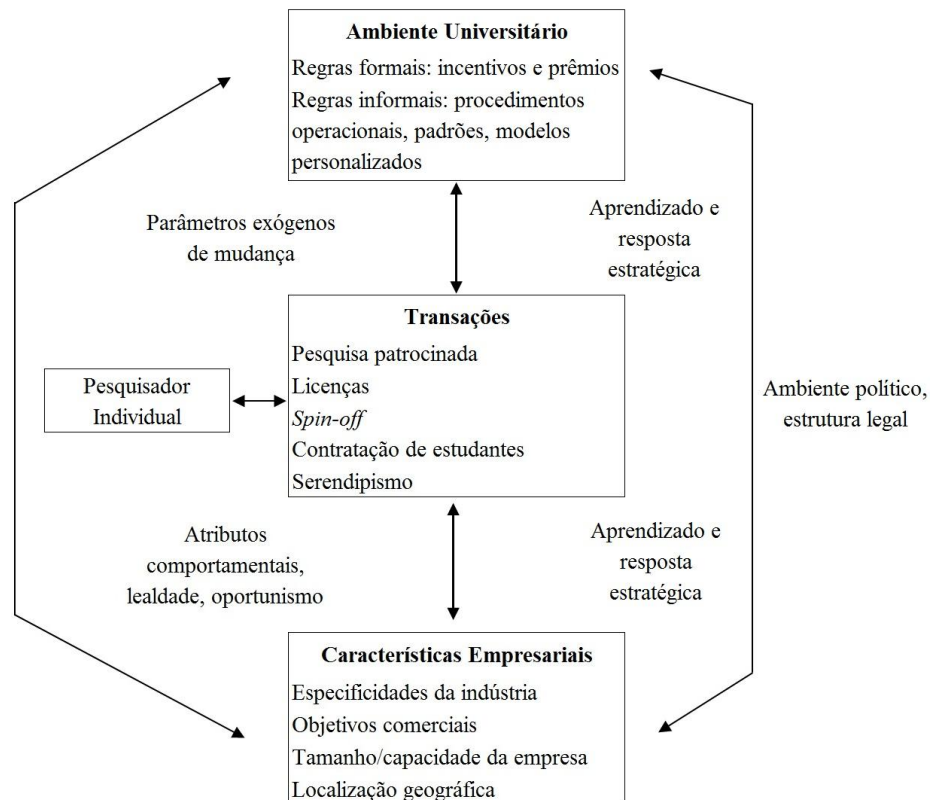 Ambiente Universitário
Regras formais: incentivos e prêmios
Regras informais: procedimentos
operacionais, padrões, modelos
personalizados
Parâmetros exógenos
de mudança
Aprendizado e
resposta
estratégica
Transações
Pesquisa patrocinada
Licenças
Spin-off
Contratação de estudantes
Serendipismo
Pesquisador
Individual
Ambiente político,
estrutura legal
Atributos
comportamentais,
lealdade, oportunismo
Aprendizado e
resposta
estratégica
Características Empresariais
Especificidades da indústria
Objetivos comerciais
Tamanho/capacidade da empresa
Localização geográfica